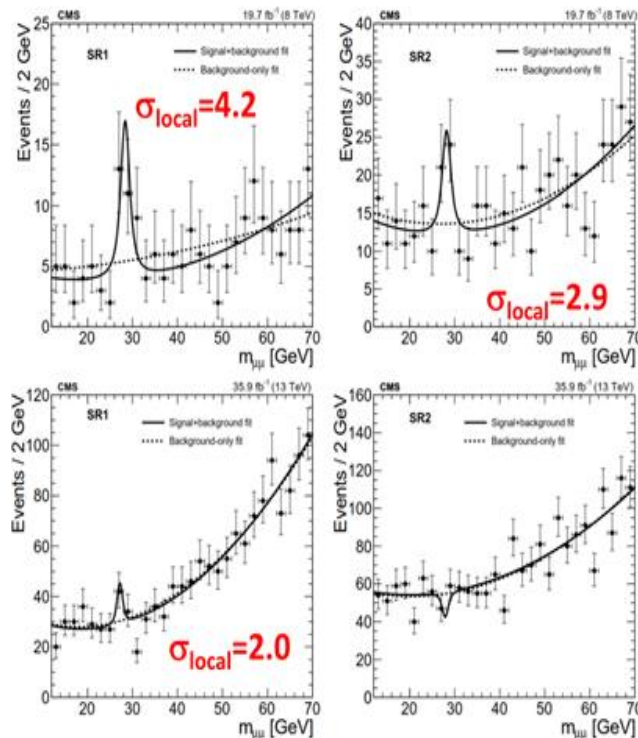 CMS 19.7 fb⁻¹ (8 TeV)
SR1
Signal+background fit
Background-only fit
σlocal=4.2
Events / 2 GeV
25
20
15
10
5
0
20 30 40 50 60 70
mμμ [GeV]
CMS 19.7 fb⁻¹ (8 TeV)
SR2
Signal+background fit
Background-only fit
σlocal=2.9
Events / 2 GeV
40
35
30
25
20
15
10
5
0
20 30 40 50 60 70
mμμ [GeV]
CMS 35.9 fb⁻¹ (13 TeV)
SR1
Signal+background fit
Background-only fit
σlocal=2.0
Events / 2 GeV
120
100
80
60
40
20
0
20 30 40 50 60 70
mμμ [GeV]
CMS 35.9 fb⁻¹ (13 TeV)
SR2
Signal+background fit
Background-only fit
Events / 2 GeV
160
140
120
100
80
60
40
20
0
20 30 40 50 60 70
mμμ [GeV]